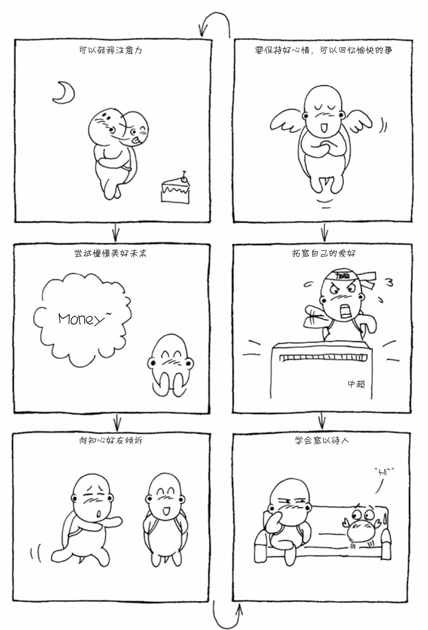 可以转移注意力
尝试憧憬美好未来
Money~
向知心好友倾诉
要保持好心情，可以回忆愉快的事
拓宽自己的爱好
中超
学会宽以待人
"Hi~"